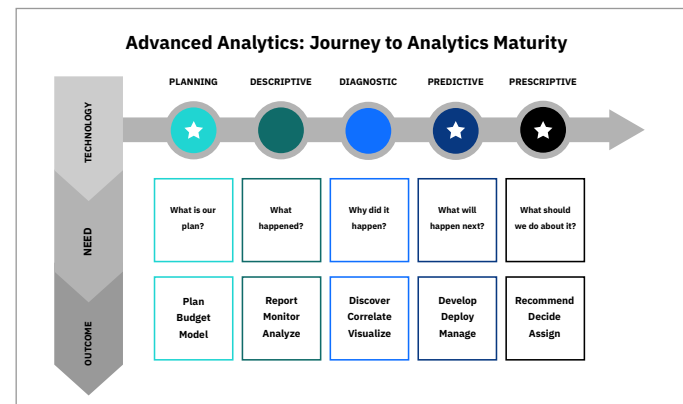 Advanced Analytics: Journey to Analytics Maturity
PLANNING
DESCRIPTIVE
DIAGNOSTIC
PREDICTIVE
PRESCRIPTIVE
TECHNOLOGY
NEED
What is our
plan?
What
happened?
Why did it
happen?
What will
happen next?
What should
we do about it?
OUTCOME
Plan
Budget
Model
Report
Monitor
Analyze
Discover
Correlate
Visualize
Develop
Deploy
Manage
Recommend
Decide
Assign